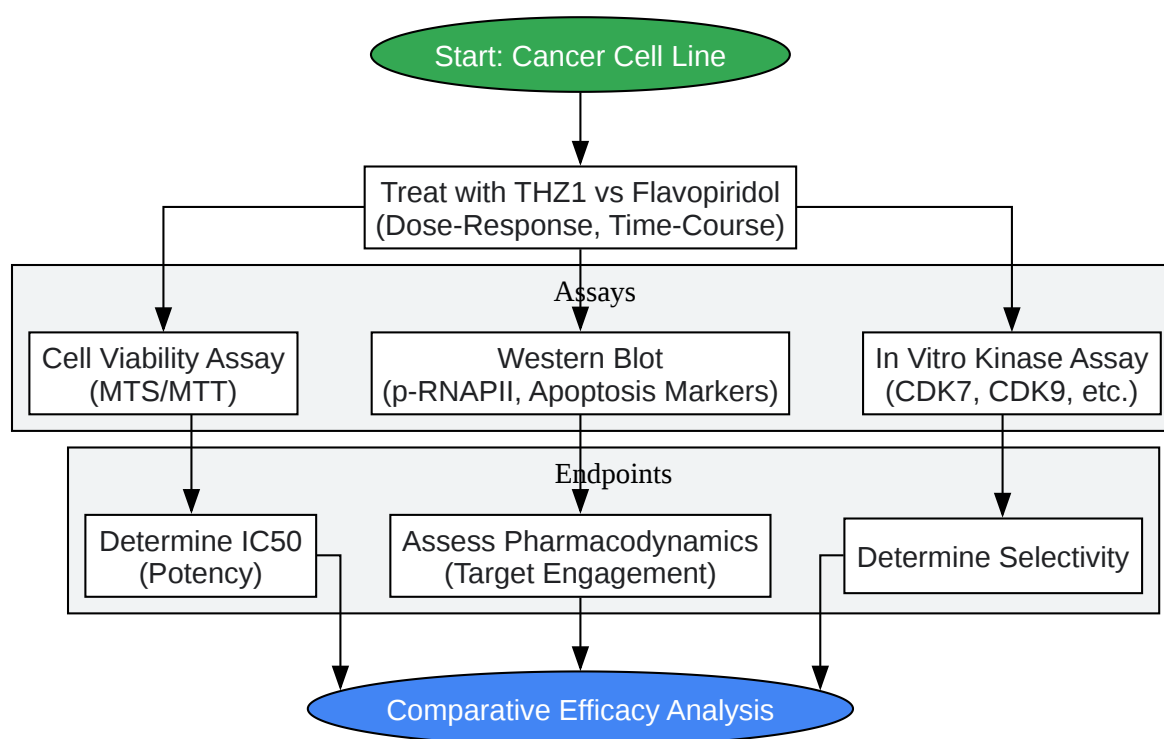 Start: Cancer Cell Line
Treat with THZ1 vs Flavopiridol
(Dose-Response, Time-Course)
Assays
Cell Viability Assay
(MTS/MTT)
Western Blot
(p-RNAPII, Apoptosis Markers)
In Vitro Kinase Assay
(CDK7, CDK9, etc.)
Endpoints
Determine IC50
(Potency)
Assess Pharmacodynamics
(Target Engagement)
Determine Selectivity
Comparative Efficacy Analysis